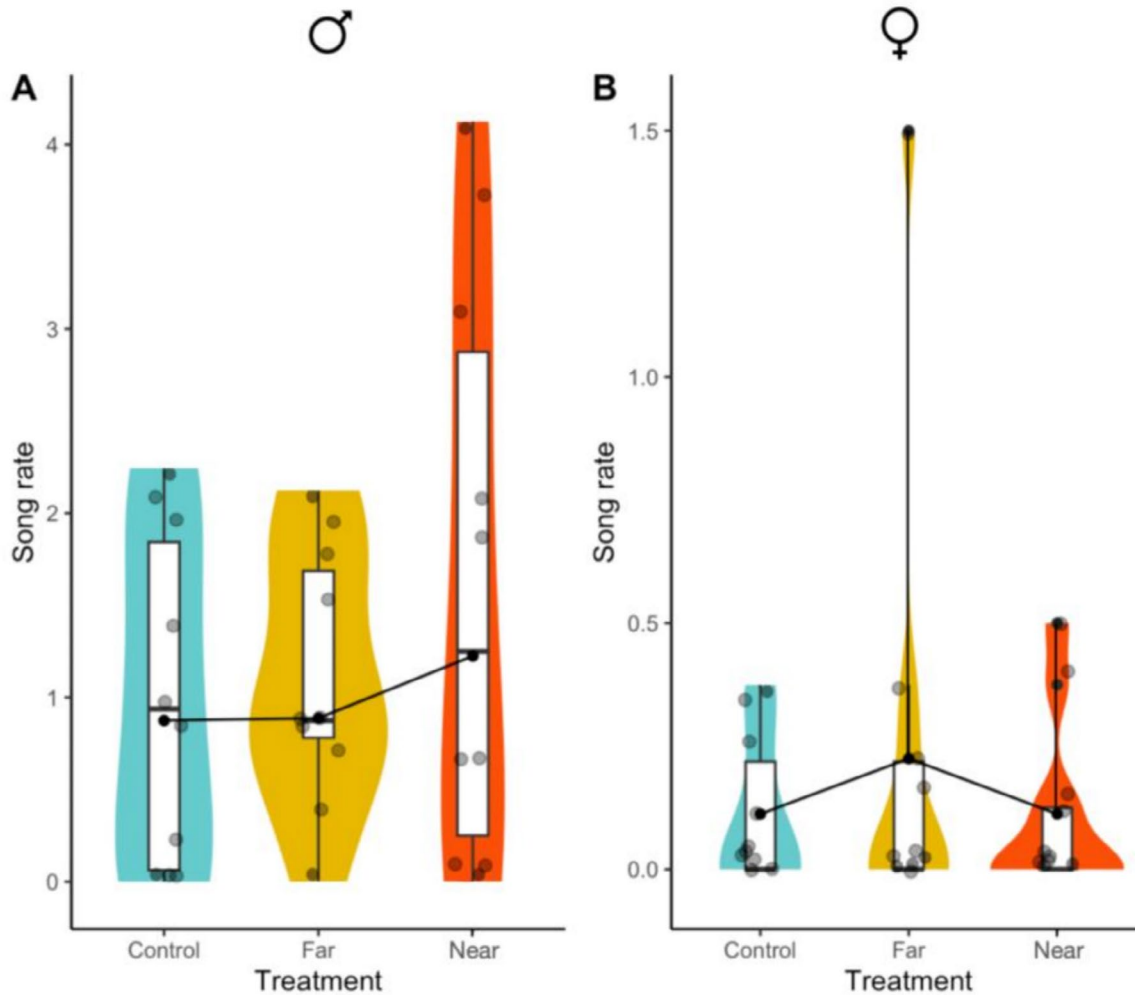 ♂
A
Song rate
4
3
2
1
0
Control Far Near
Treatment
♀
B
Song rate
1.5
1.0
0.5
0.0
Control Far Near
Treatment